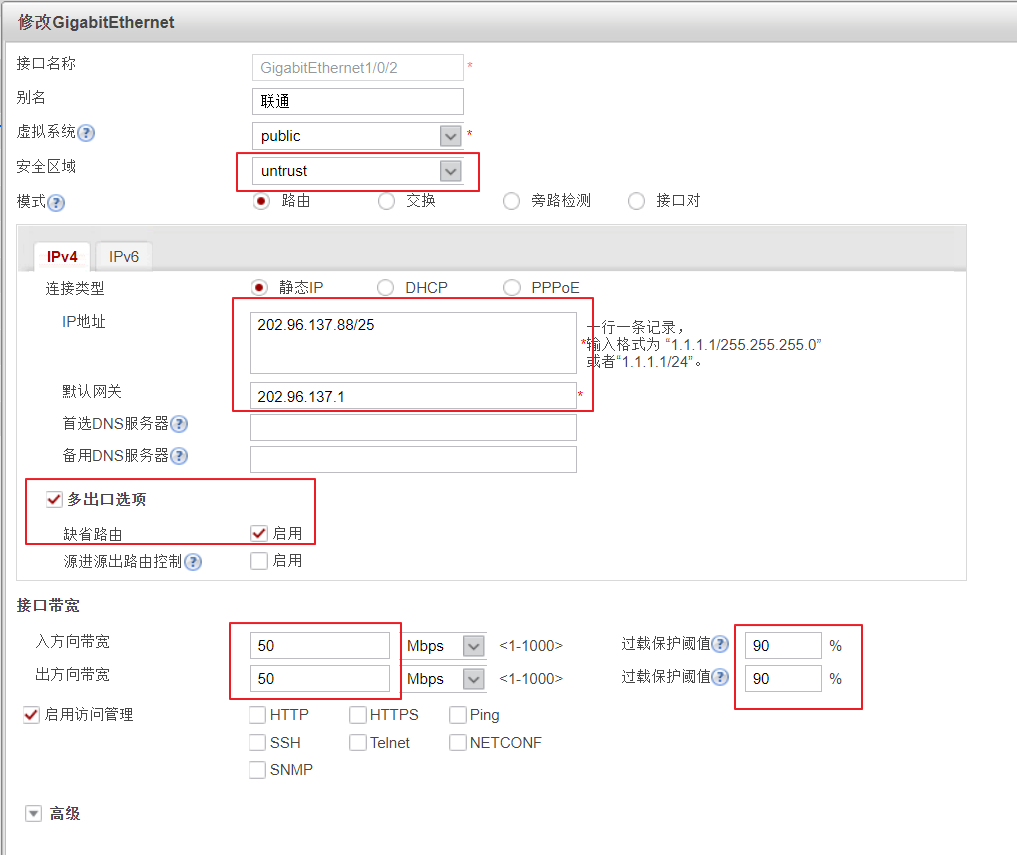 修改GigabitEthernet
接口名称 GigabitEthernet1/0/2 *
别名 联通
虚拟系统 ? public *
安全区域 untrust
模式 ? 路由 交换 旁路检测 接口对
IPv4 IPv6
连接类型 静态IP DHCP PPPoE
IP地址 202.96.137.88/25 一行一条记录，
*输入格式为 “1.1.1.1/255.255.255.0”
或者“1.1.1.1/24”。
默认网关 202.96.137.1 *
首选DNS服务器 ?
备用DNS服务器 ?
多出口选项
缺省路由 启用
源进源出路由控制 ? 启用
接口带宽
入方向带宽 50 Mbps <1-1000> 过载保护阈值 ? 90 %
出方向带宽 50 Mbps <1-1000> 过载保护阈值 ? 90 %
启用访问管理 HTTP HTTPS Ping
SSH Telnet NETCONF
SNMP
高级